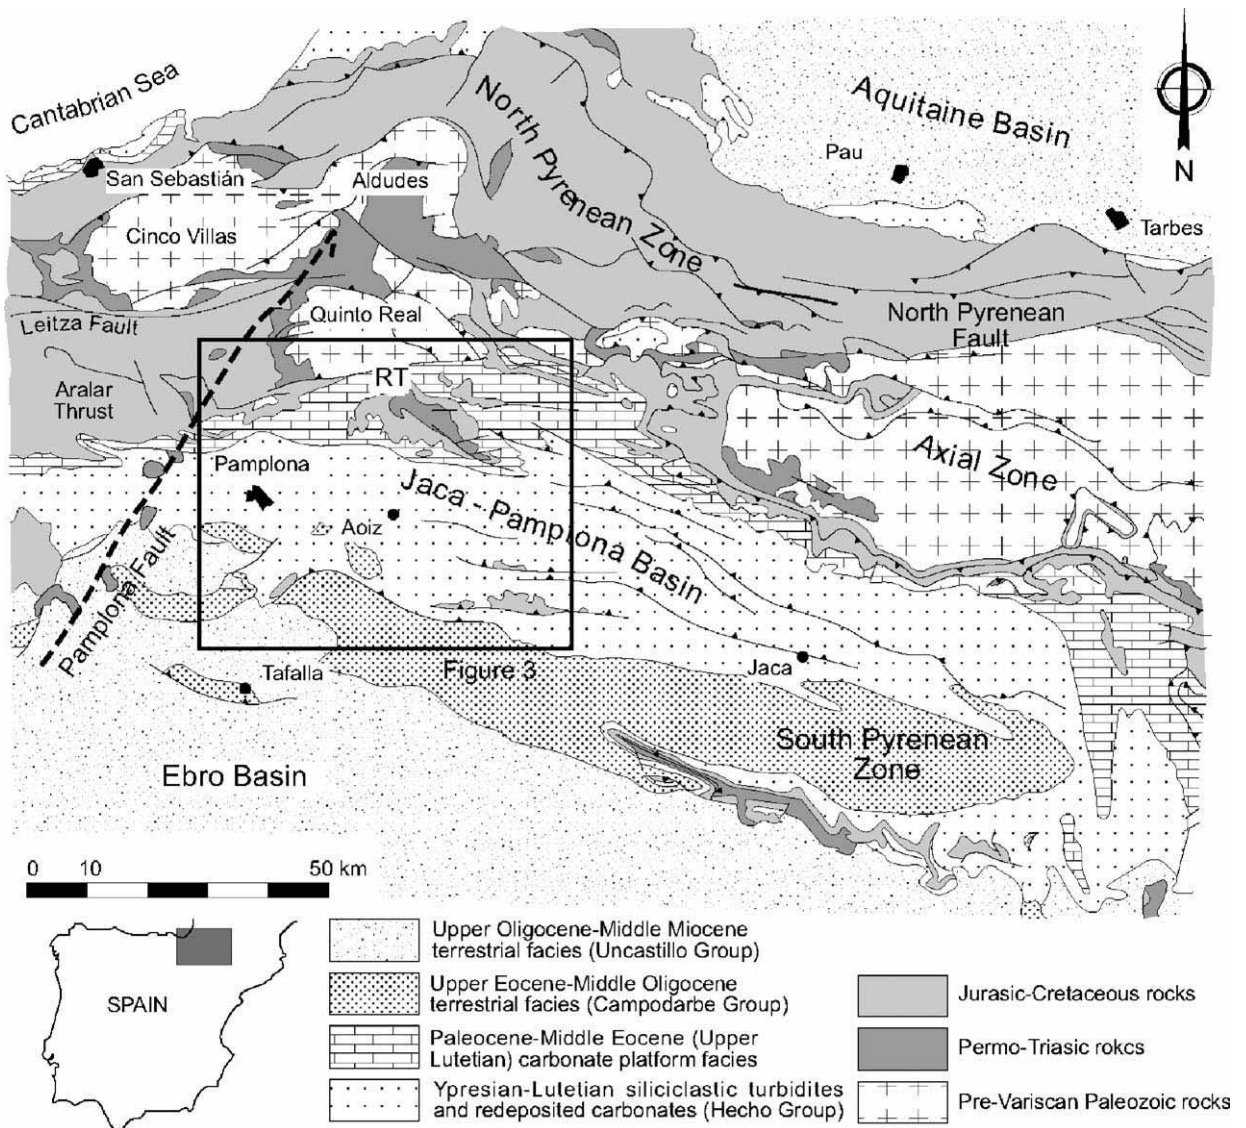 Cantabrian Sea
North Pyrenean Zone
Aquitaine Basin
Pau
N
San Sebastián
Aldudes
Tarbes
Cinco Villas
Leitza Fault
Quinto Real
North Pyrenean
Fault
RT
Aralar
Thrust
Axial Zone
Pamplona
Jaca - Pamplona Basin
Aoiz
Pamplona Fault
Tafalla
Figure 3
Jaca
South Pyrenean
Zone
Ebro Basin
0 10 50 km
SPAIN
Upper Oligocene-Middle Miocene
terrestrial facies (Uncastillo Group)
Upper Eocene-Middle Oligocene
terrestrial facies (Campodarbe Group)
Paleocene-Middle Eocene (Upper
Lutetian) carbonate platform facies
Ypresian-Lutetian siliciclastic turbidites
and redeposited carbonates (Hecho Group)
Jurasic-Cretaceous rocks
Permo-Triasic rokcs
Pre-Variscan Paleozoic rocks